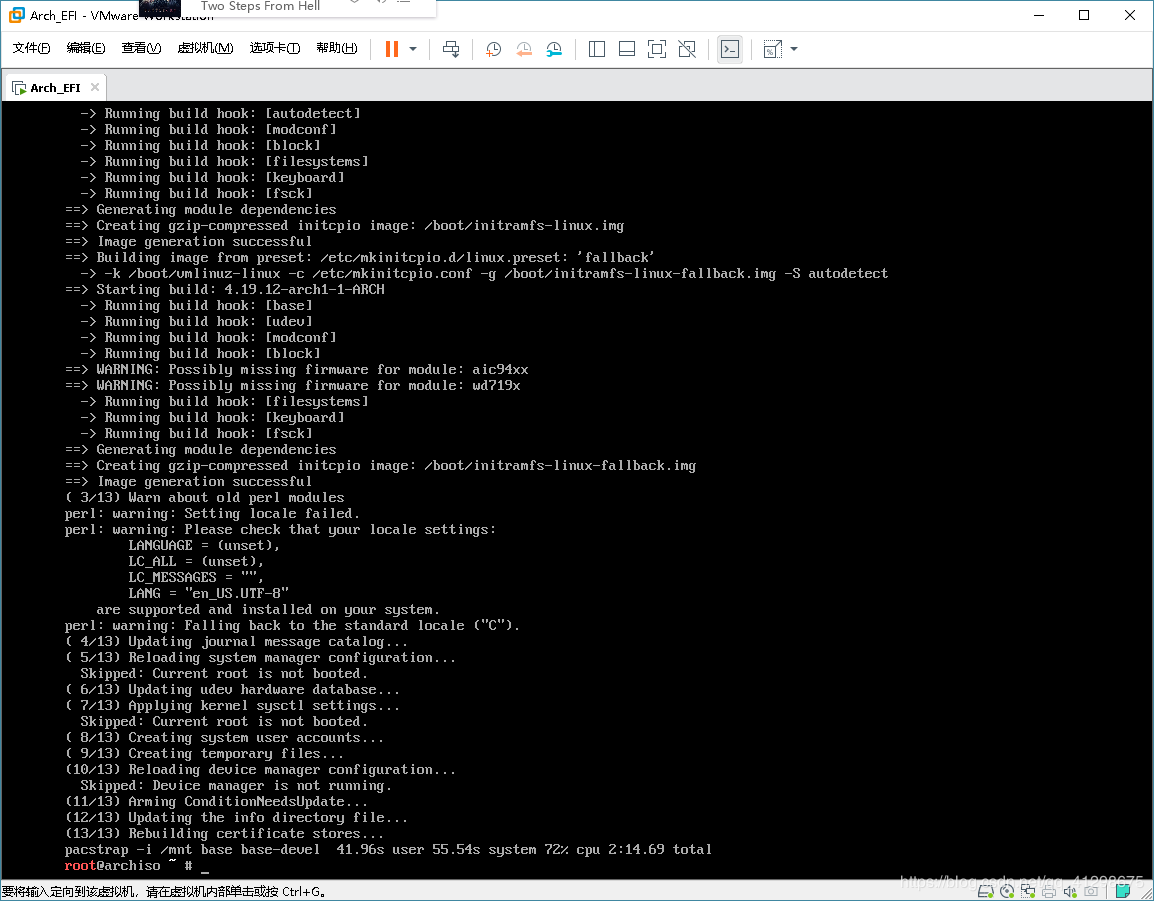 Two Steps From Hell
Arch_EFI - VMware Workstation
文件(F) 编辑(E) 查看(V) 虚拟机(M) 选项卡(T) 帮助(H)
Arch_EFI
-> Running build hook: [autodetect]
-> Running build hook: [modconf]
-> Running build hook: [block]
-> Running build hook: [filesystems]
-> Running build hook: [keyboard]
-> Running build hook: [fsck]
==> Generating module dependencies
==> Creating gzip-compressed initcpio image: /boot/initramfs-linux.img
==> Image generation successful
==> Building image from preset: /etc/mkinitcpio.d/linux.preset: 'fallback'
-> -k /boot/vmlinuz-linux -c /etc/mkinitcpio.conf -g /boot/initramfs-linux-fallback.img -S autodetect
==> Starting build: 4.19.12-arch1-1-ARCH
-> Running build hook: [base]
-> Running build hook: [udev]
-> Running build hook: [modconf]
-> Running build hook: [block]
==> WARNING: Possibly missing firmware for module: aic94xx
==> WARNING: Possibly missing firmware for module: wd719x
-> Running build hook: [filesystems]
-> Running build hook: [keyboard]
-> Running build hook: [fsck]
==> Generating module dependencies
==> Creating gzip-compressed initcpio image: /boot/initramfs-linux-fallback.img
==> Image generation successful
( 3/13) Warn about old perl modules
perl: warning: Setting locale failed.
perl: warning: Please check that your locale settings:
LANGUAGE = (unset),
LC_ALL = (unset),
LC_MESSAGES = "",
LANG = "en_US.UTF-8"
are supported and installed on your system.
perl: warning: Falling back to the standard locale ("C").
( 4/13) Updating journal message catalog...
( 5/13) Reloading system manager configuration...
Skipped: Current root is not booted.
( 6/13) Updating udev hardware database...
( 7/13) Applying kernel sysctl settings...
Skipped: Current root is not booted.
( 8/13) Creating system user accounts...
( 9/13) Creating temporary files...
(10/13) Reloading device manager configuration...
Skipped: Device manager is not running.
(11/13) Arming ConditionNeedsUpdate...
(12/13) Updating the info directory file...
(13/13) Rebuilding certificate stores...
pacstrap -i /mnt base base-devel  41.96s user 55.54s system 72% cpu 2:14.69 total
root@archiso ~ # _
要将输入定向到该虚拟机，请在虚拟机内部单击或按 Ctrl+G。
https://blog.csdn.net/qq_41298675